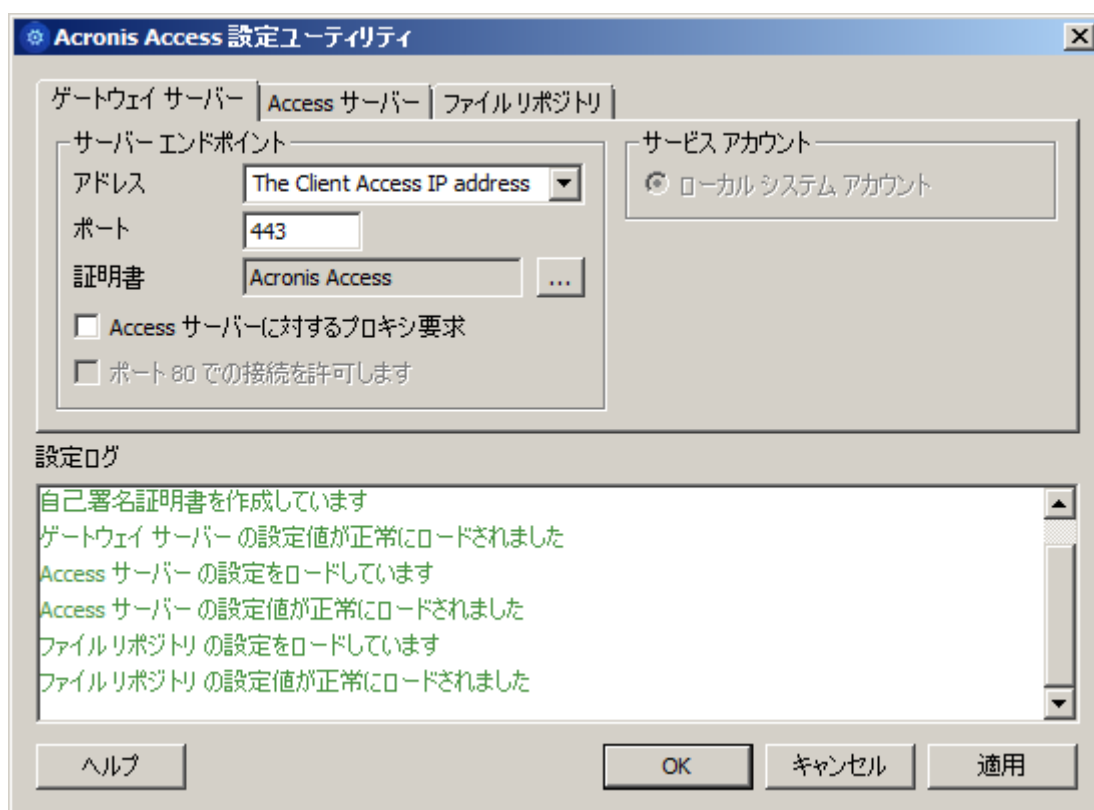 Acronis Access 設定ユーティリティ
ゲートウェイ サーバー
Access サーバー
ファイル リポジトリ
サーバー エンドポイント
アドレス
The Client Access IP address
ポート
443
証明書
Acronis Access
...
Access サーバーに対するプロキシ要求
ポート 80 での接続を許可します
サービス アカウント
ローカル システム アカウント
設定ログ
自己署名証明書を作成しています
ゲートウェイ サーバー の設定値が正常にロードされました
Access サーバー の設定をロードしています
Access サーバー の設定値が正常にロードされました
ファイル リポジトリ の設定をロードしています
ファイル リポジトリ の設定値が正常にロードされました
ヘルプ
OK
キャンセル
適用